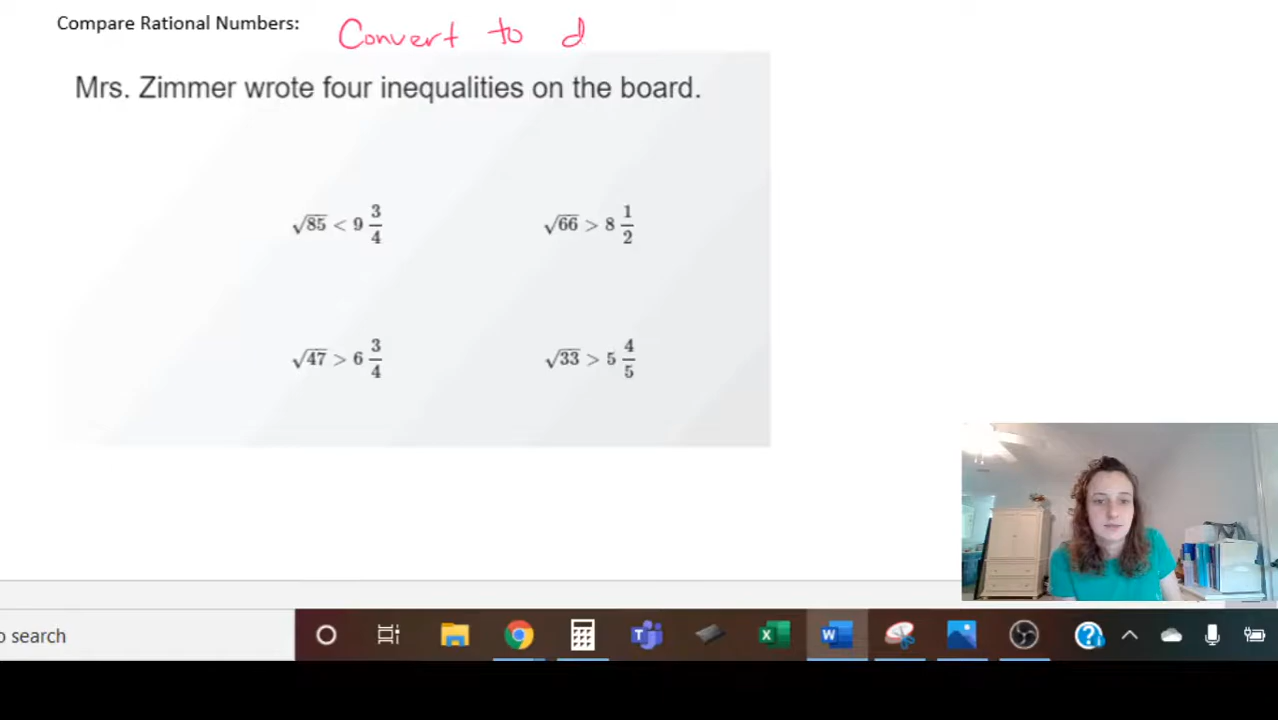 Compare Rational Numbers: Convert to d
Mrs. Zimmer wrote four inequalities on the board.
√85 < 9 3/4 √66 > 8 1/2
√47 > 6 3/4 √33 > 5 4/5
o search